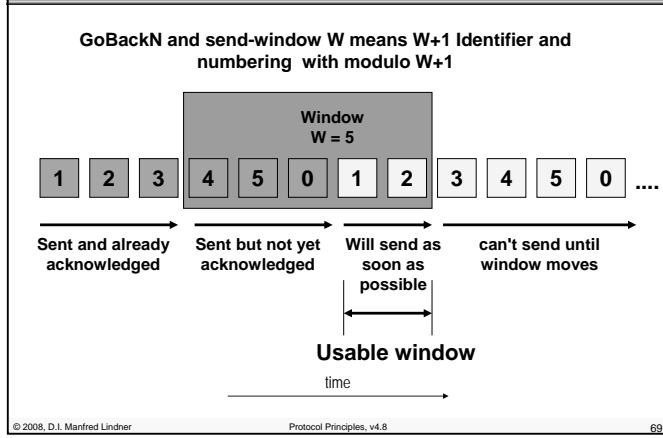 GoBackN and send-window W means W+1 Identifier and
numbering with modulo W+1
Window
W = 5
1 2 3 4 5 0 1 2 3 4 5 0 ....
Sent and already
acknowledged
Sent but not yet
acknowledged
Will send as
soon as
possible
can't send until
window moves
Usable window
time
© 2008, D.I. Manfred Lindner Protocol Principles, v4.8 69